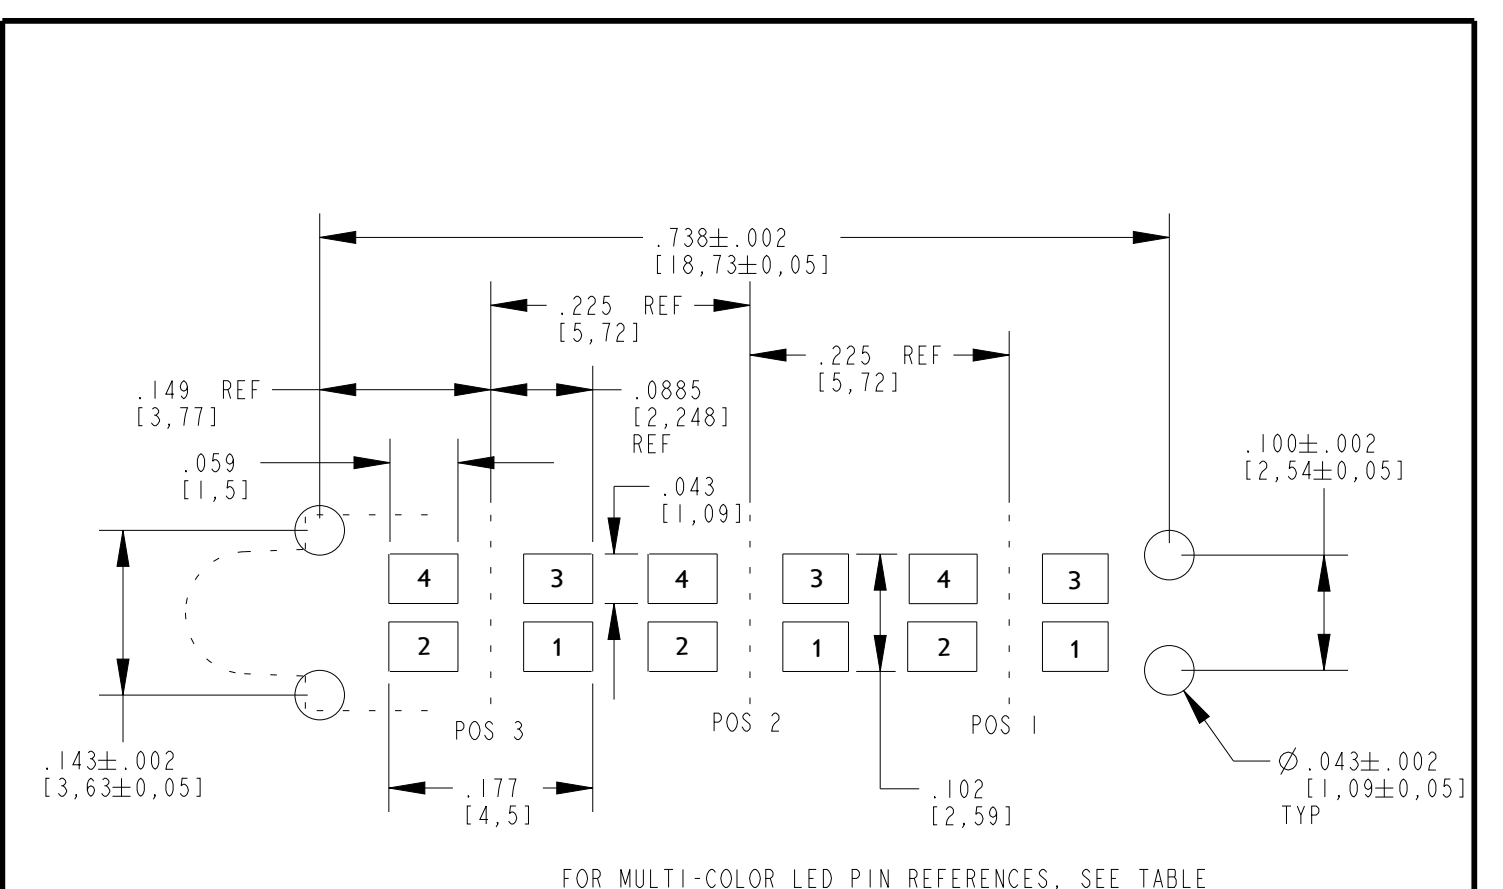 .738±.002
[18,73±0,05]
.225 REF
[5,72]
.225 REF
[5,72]
.149 REF
[3,77]
.0885
[2,248]
REF
.100±.002
[2,54±0,05]
.059
[1,5]
.043
[1,09]
4 3 4 3 4 3
2 1 2 1 2 1
POS 3 POS 2 POS 1
.143±.002
[3,63±0,05]
.177
[4,5]
.102
[2,59]
Ø.043±.002
[1,09±0,05]
TYP
FOR MULTI-COLOR LED PIN REFERENCES, SEE TABLE